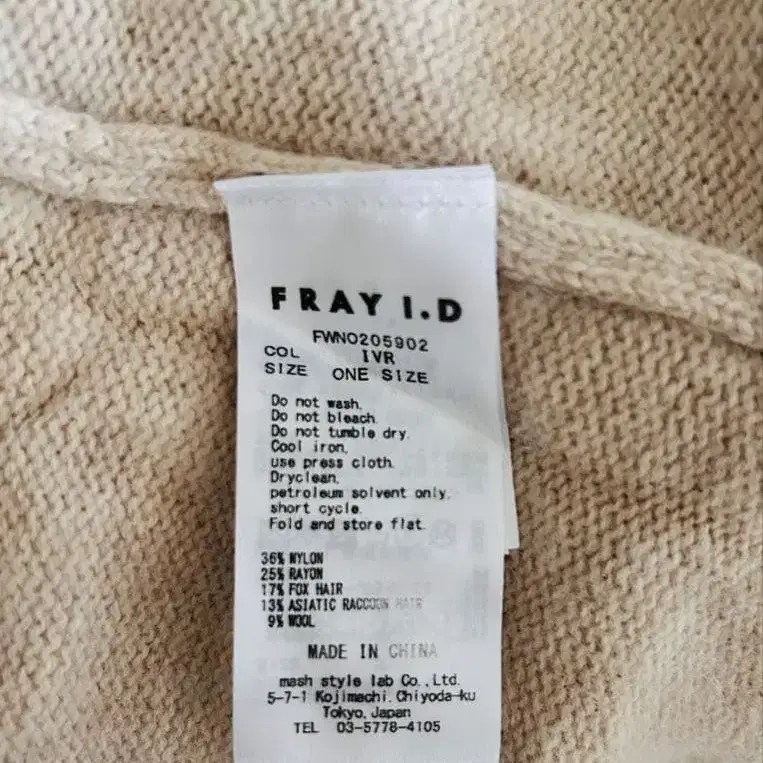 FRAY I.D
FWNO205902
COL IVR
SIZE ONE SIZE
Do not wash.
Do not bleach.
Do not tumble dry.
Cool iron.
use press cloth.
Dryclean.
petroleum solvent only.
short cycle.
Fold and store flat.
36% NYLON
25% RAYON
17% FOX HAIR
13% ASIATIC RACCOON HAIR
9% WOOL
MADE IN CHINA
mash style lab Co.,Ltd.
5-7-1 Kojimachi.Chiyoda-ku
Tokyo,Japan
TEL 03-5778-4105